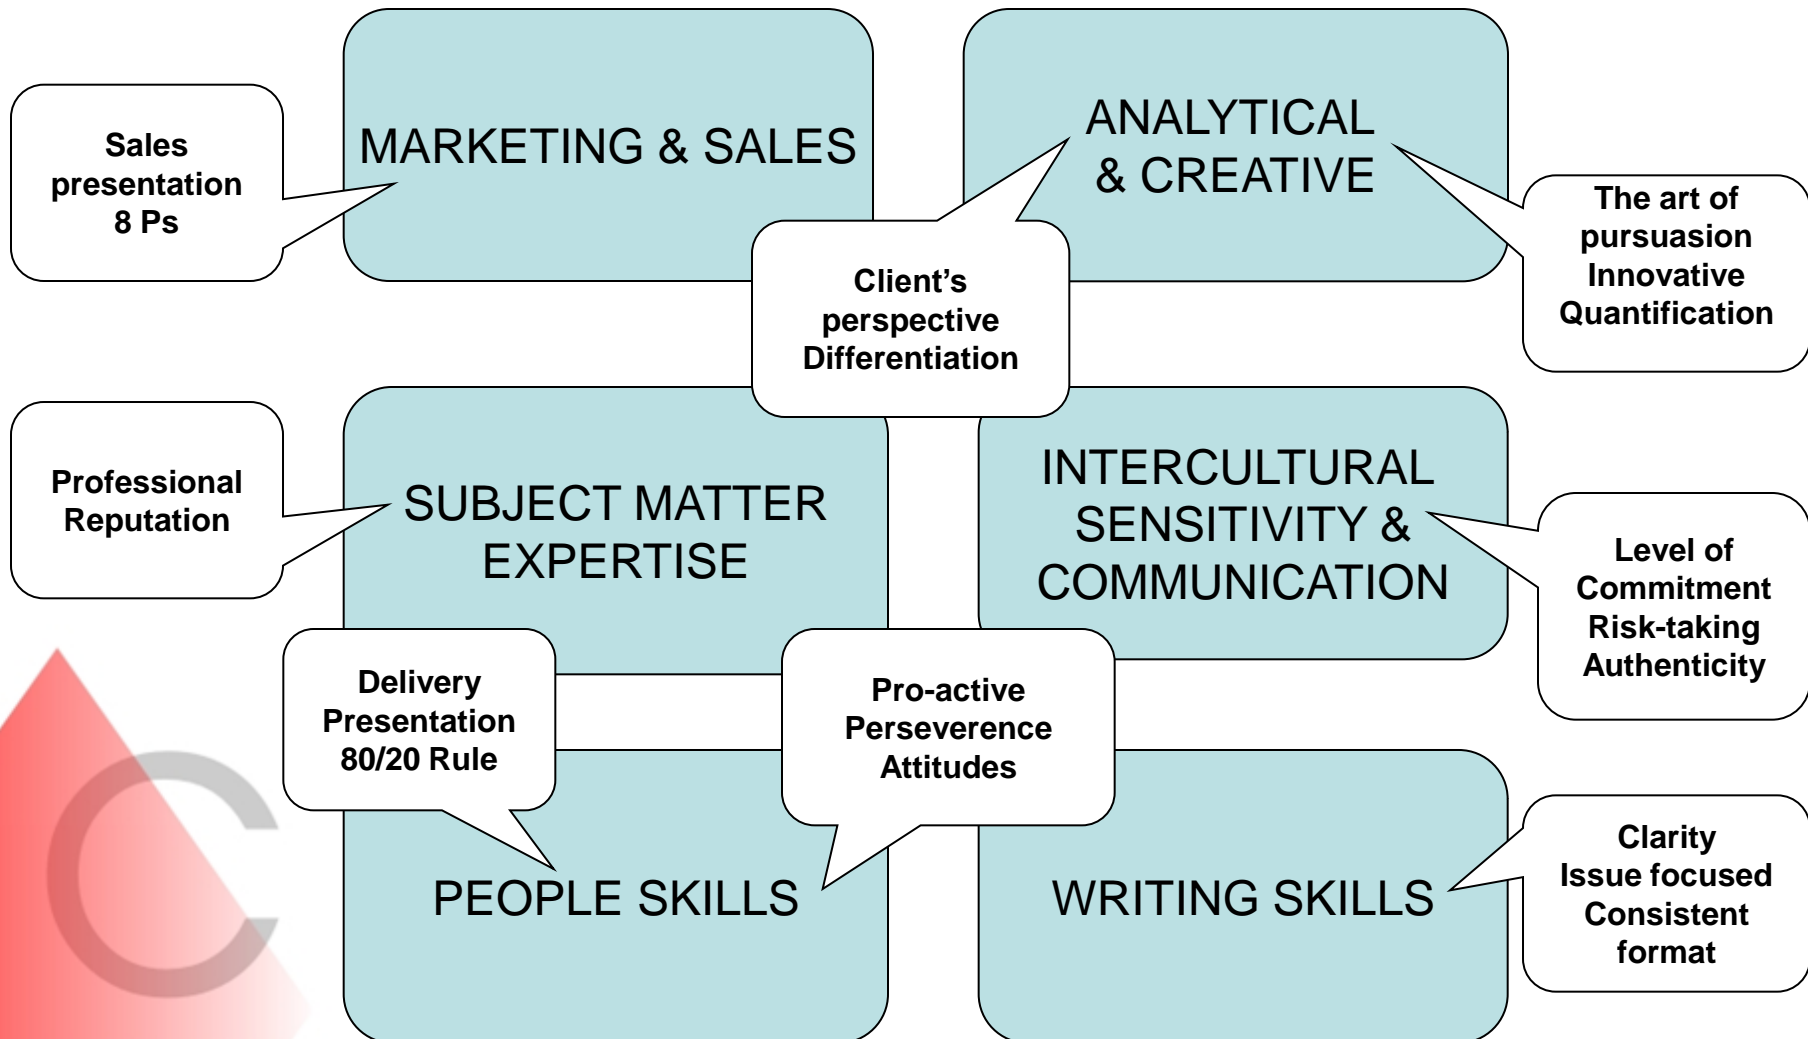 MARKETING & SALES
ANALYTICAL
& CREATIVE
Sales
presentation
8 Ps
The art of
pursuasion
Innovative
Quantification
Client’s
perspective
Differentiation
Professional
Reputation
SUBJECT MATTER
EXPERTISE
INTERCULTURAL
SENSITIVITY &
COMMUNICATION
Level of
Commitment
Risk-taking
Authenticity
Delivery
Presentation
80/20 Rule
Pro-active
Perseverence
Attitudes
PEOPLE SKILLS
WRITING SKILLS
Clarity
Issue focused
Consistent
format
C